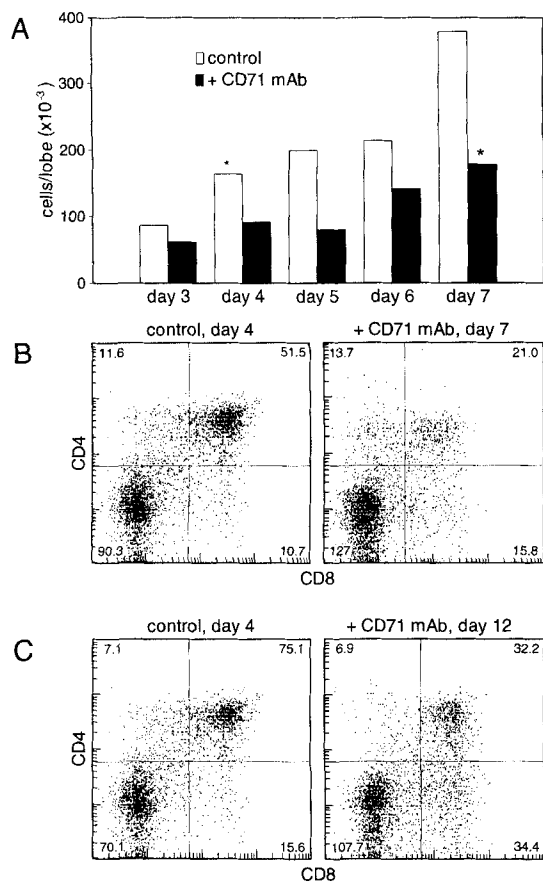 A
400
300
200
100
0
cells/lobe (x10-3)
control
+ CD71 mAb
*
*
day 3 day 4 day 5 day 6 day 7
B
control, day 4 + CD71 mAb, day 7
11.6 51.5 13.7 21.0
CD4
90.3 10.7 127 15.8
CD8
C
control, day 4 + CD71 mAb, day 12
7.1 75.1 6.9 32.2
CD4
70.1 15.6 107.7 34.4
CD8